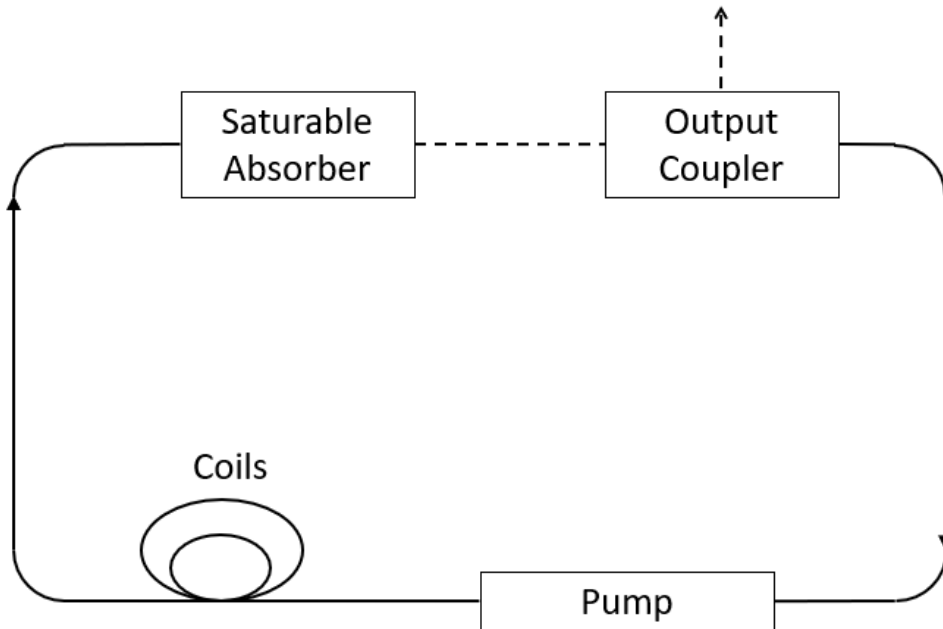 Saturable
Absorber
Output
Coupler
Coils
Pump